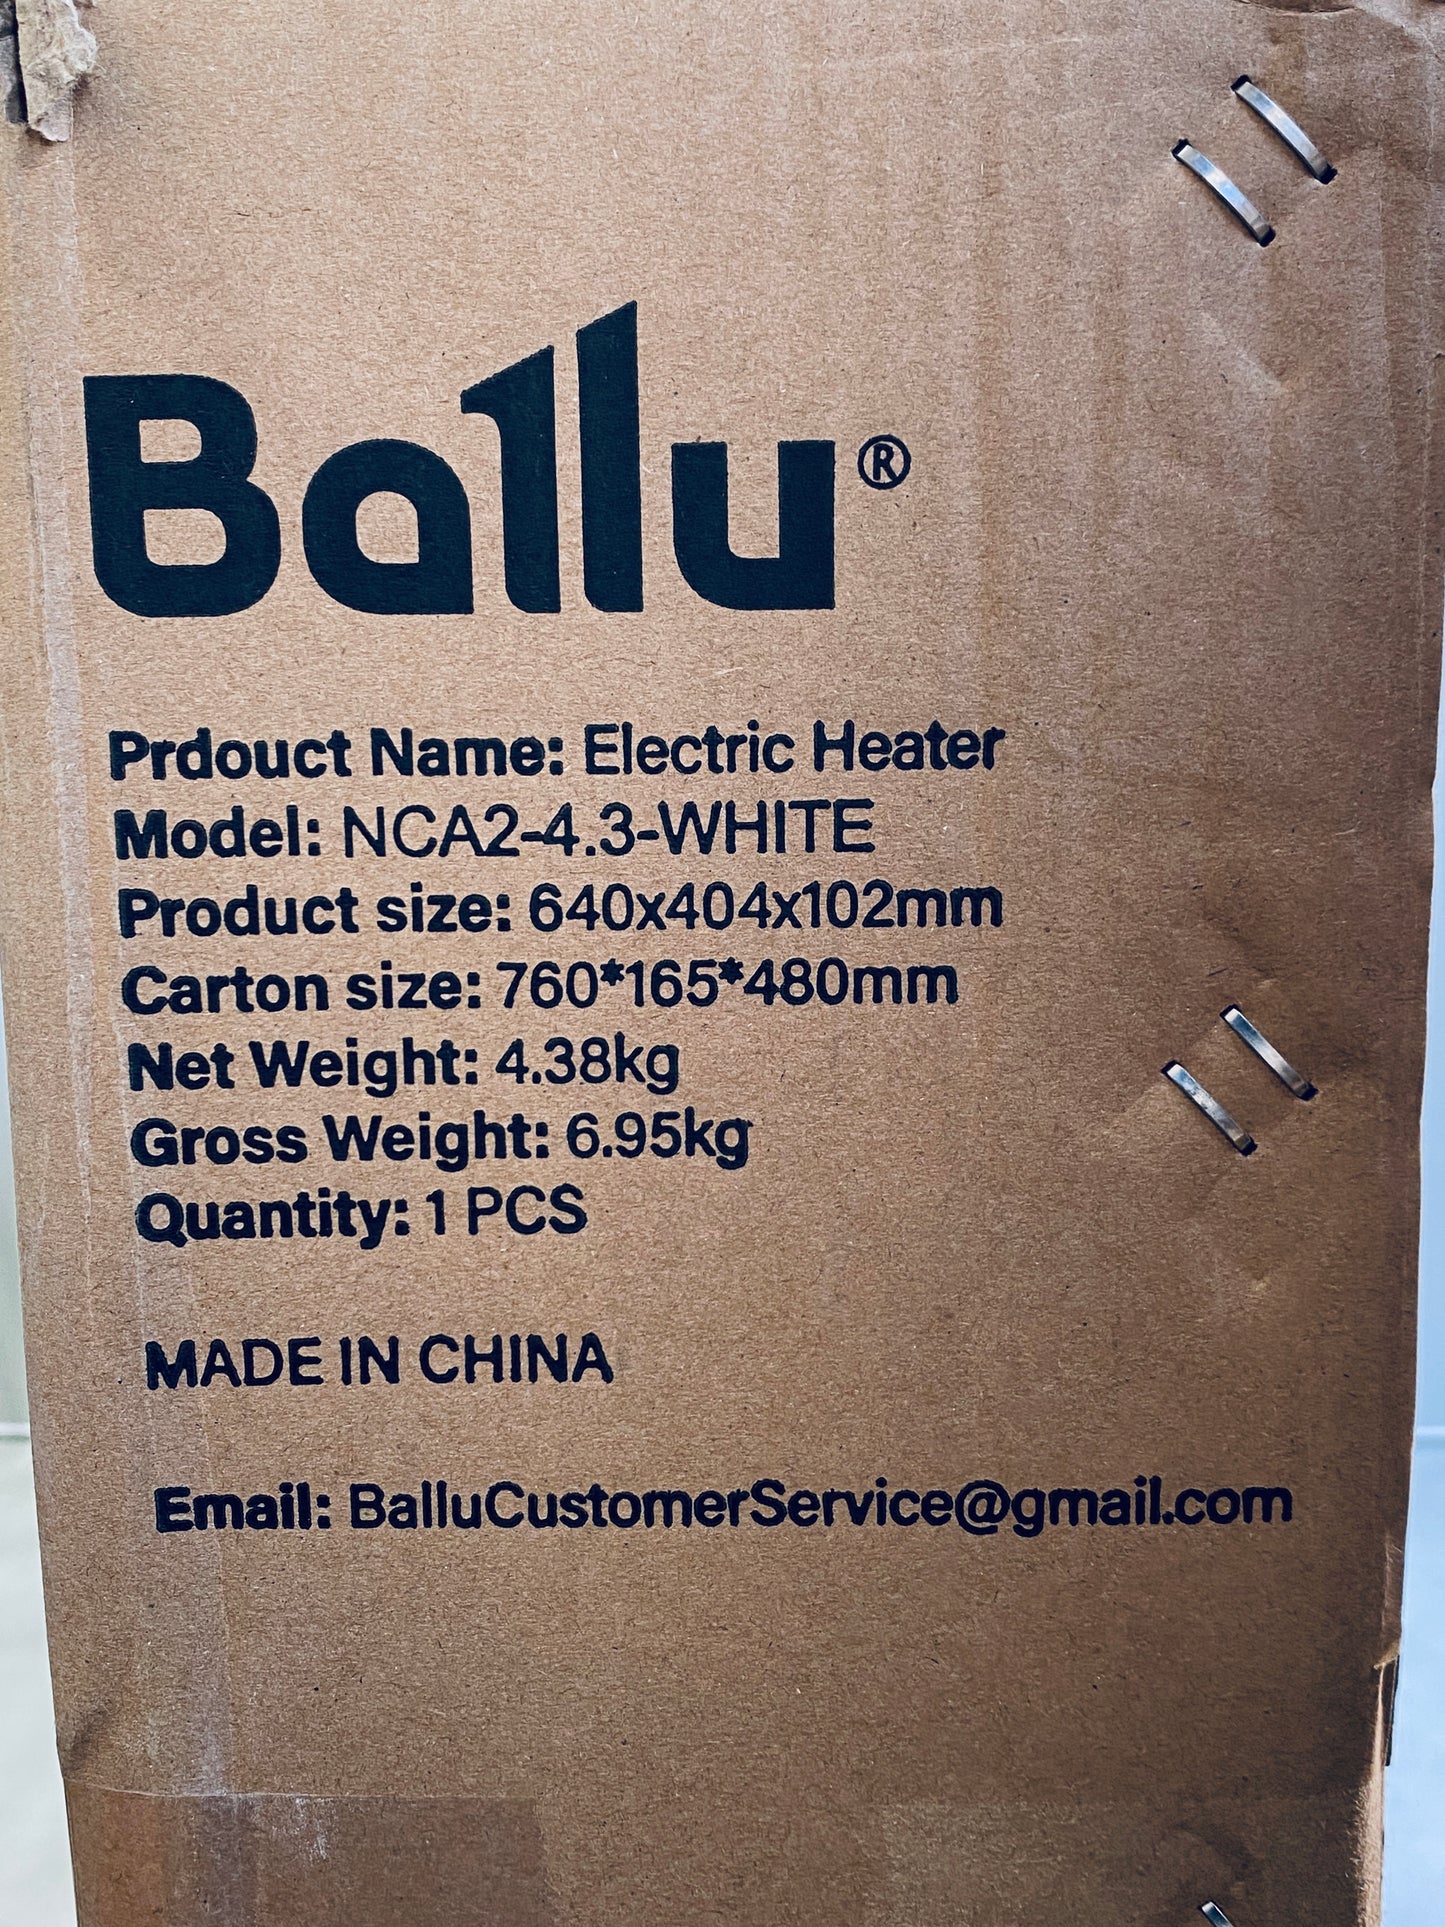 Ballu®
Prdouct Name: Electric Heater
Model: NCA2-4.3-WHITE
Product size: 640x404x102mm
Carton size: 760*165*480mm
Net Weight: 4.38kg
Gross Weight: 6.95kg
Quantity: 1 PCS
MADE IN CHINA
Email: BalluCustomerService@gmail.com